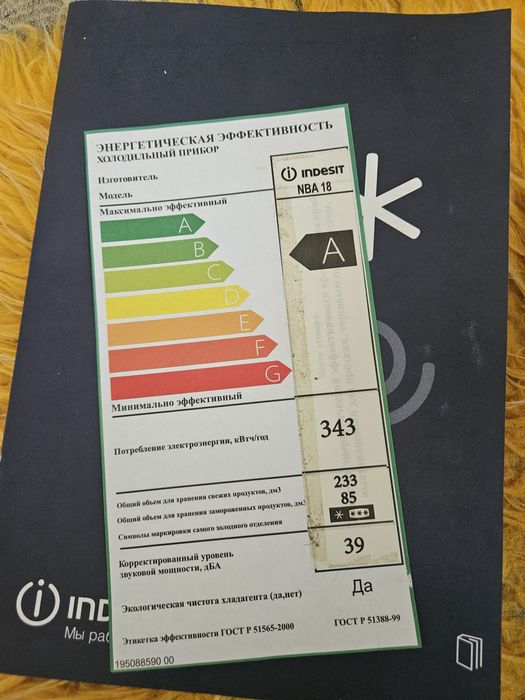 ЭНЕРГЕТИЧЕСКАЯ ЭФФЕКТИВНОСТЬ
ХОЛОДИЛЬНЫЙ ПРИБОР
Изготовитель
INDESIT
Модель
NBA 18
Максимально эффективный
A
A
B
C
D
E
F
G
Минимально эффективный
Потребление электроэнергии, кВтч/год
343
Общий объем для хранения свежих продуктов, дм3
233
Общий объем для хранения замороженных продуктов, дм3
85
Символы маркировки самого холодного отделения
* ***
Корректированный уровень
звуковой мощности, дБА
39
Экологическая чистота хладагента (да,нет)
Да
Этикетка эффективности ГОСТ Р 51565-2000
ГОСТ Р 51388-99
195088590 00
IND
Мы раб